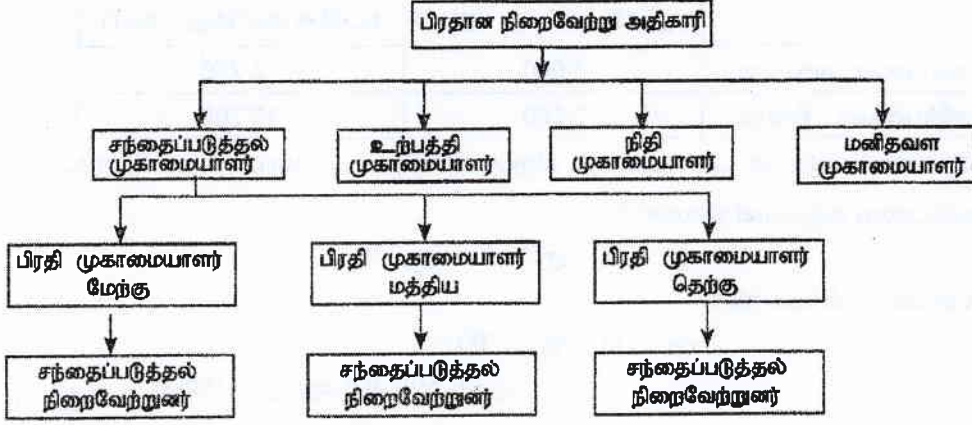 பிரதான நிறைவேற்று அதிகாரி
சந்தைப்படுத்தல்
முகாமையாளர்
உற்பத்தி
முகாமையாளர்
நிதி
முகாமையாளர்
மனிதவள
முகாமையாளர்
பிரதி முகாமையாளர்
மேற்கு
பிரதி முகாமையாளர்
மத்திய
பிரதி முகாமையாளர்
தெற்கு
சந்தைப்படுத்தல்
நிறைவேற்றுனர்
சந்தைப்படுத்தல்
நிறைவேற்றுனர்
சந்தைப்படுத்தல்
நிறைவேற்றுனர்